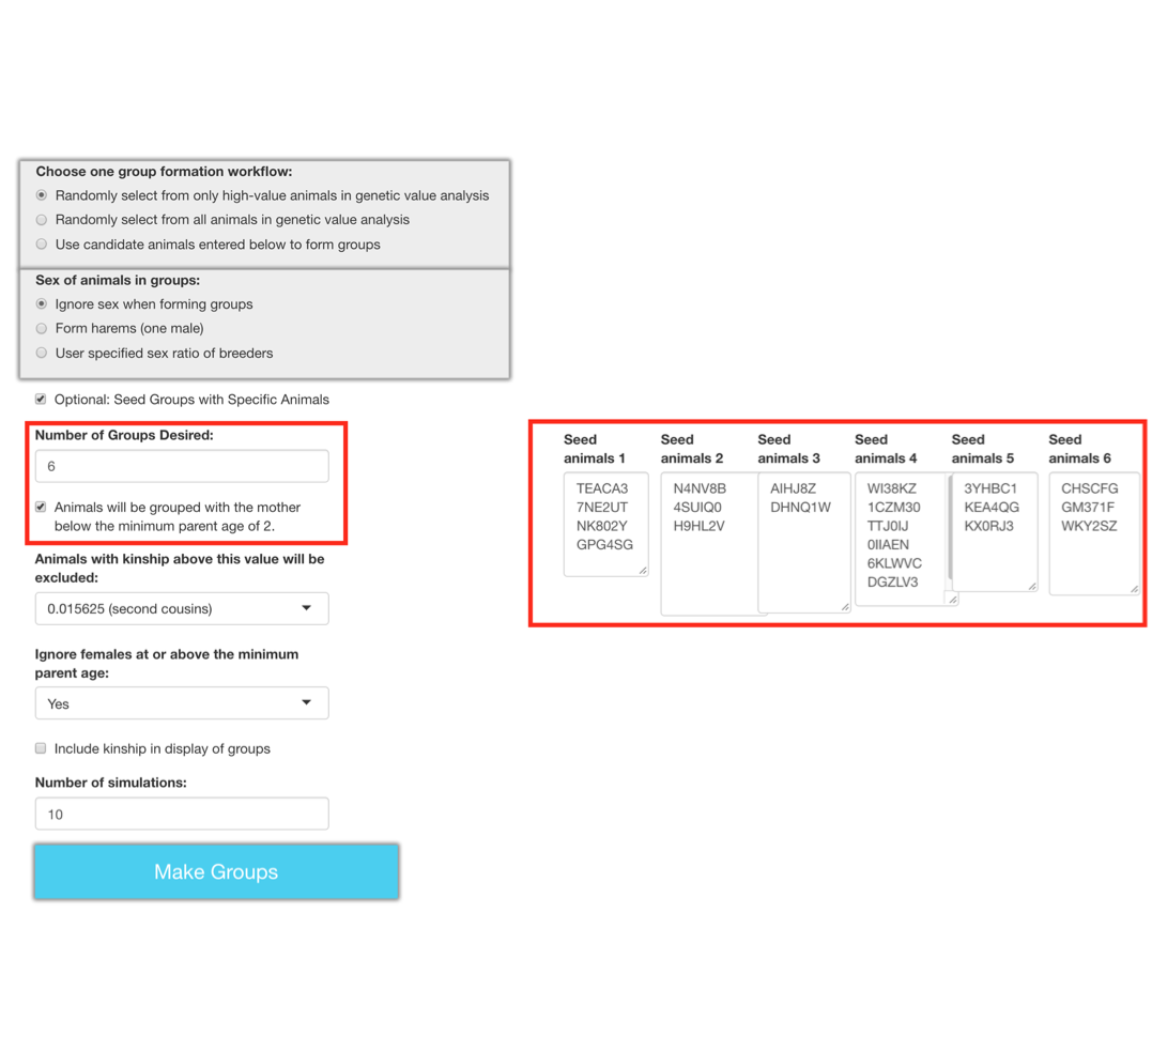 Choose one group formation workflow:
Randomly select from only high-value animals in genetic value analysis
Randomly select from all animals in genetic value analysis
Use candidate animals entered below to form groups
Sex of animals in groups:
Ignore sex when forming groups
Form harems (one male)
User specified sex ratio of breeders
Optional: Seed Groups with Specific Animals
Number of Groups Desired:
6
Animals will be grouped with the mother
below the minimum parent age of 2.
Animals with kinship above this value will be
excluded:
0.015625 (second cousins)
Ignore females at or above the minimum
parent age:
Yes
Include kinship in display of groups
Number of simulations:
10
Make Groups
Seed
animals 1
TEACA3
7NE2UT
NK802Y
GPG4SG
Seed
animals 2
N4NV8B
4SUIQ0
H9HL2V
Seed
animals 3
AIHJ8Z
DHNQ1W
Seed
animals 4
WI38KZ
1CZM30
TTJ0IJ
0IIAEN
6KLWVC
DGZLV3
Seed
animals 5
3YHBC1
KEA4QG
KX0RJ3
Seed
animals 6
CHSCFG
GM371F
WKY2SZ